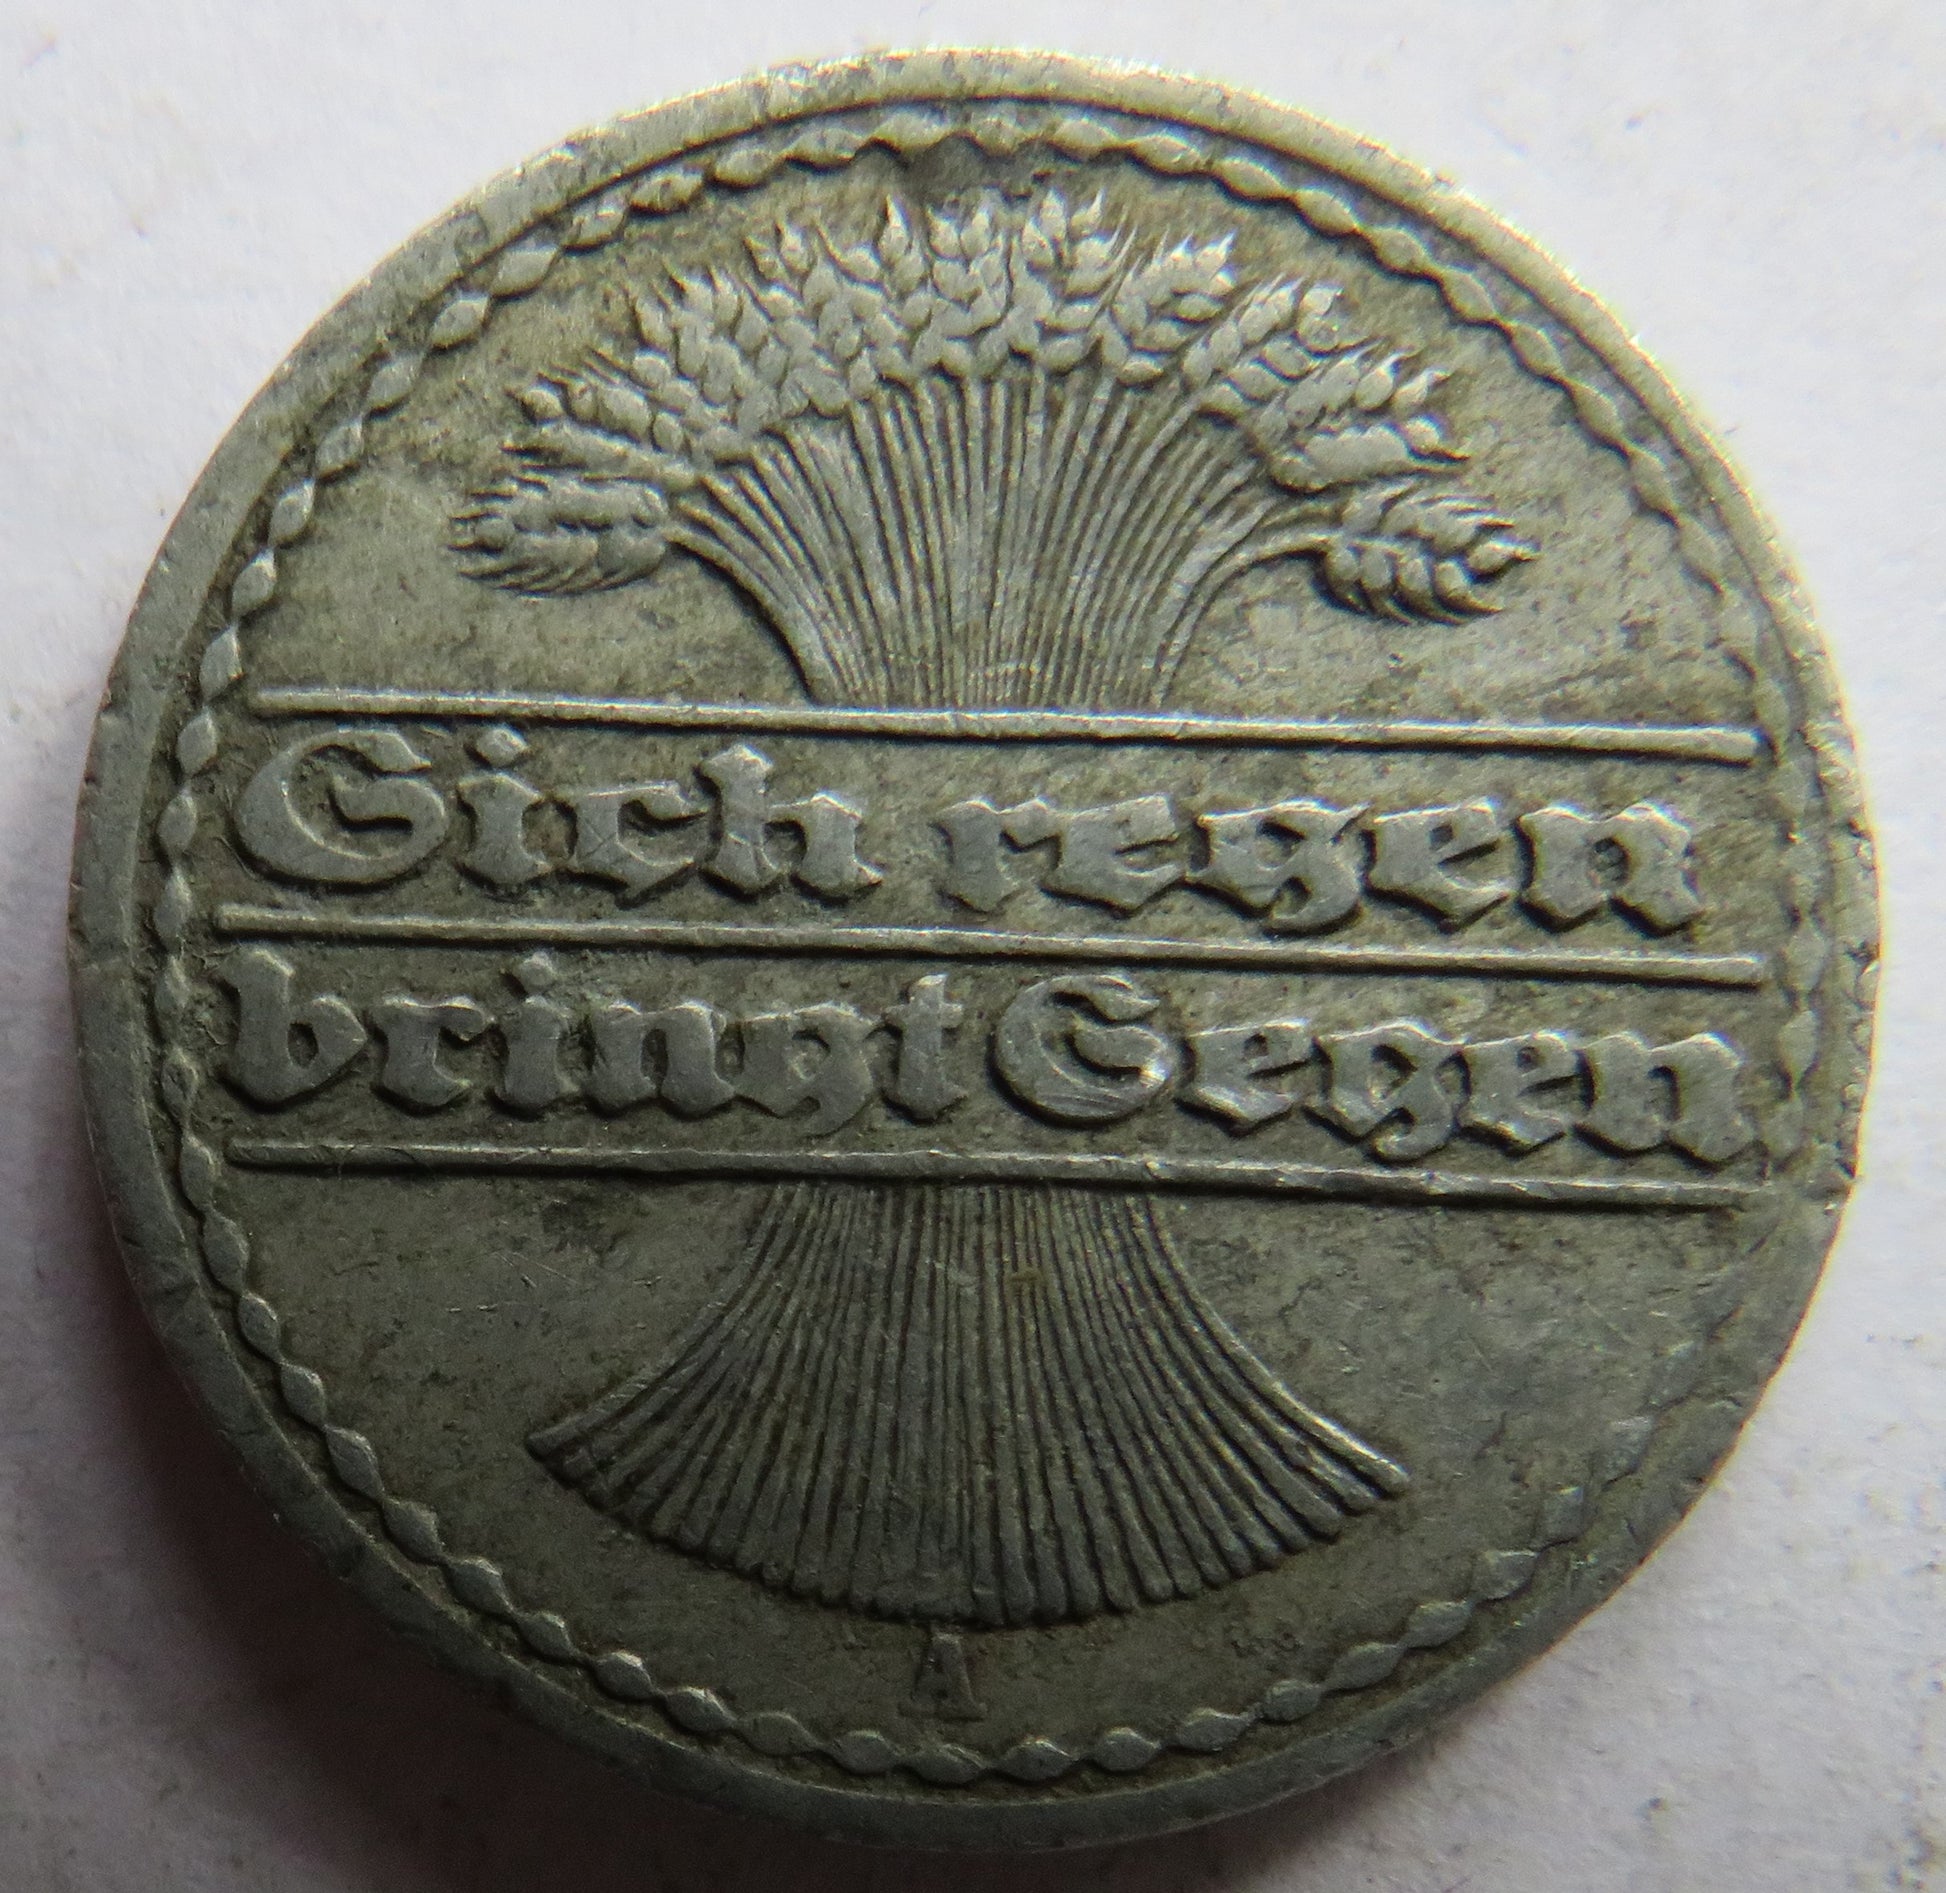 Sich regen
bringt Segen
A